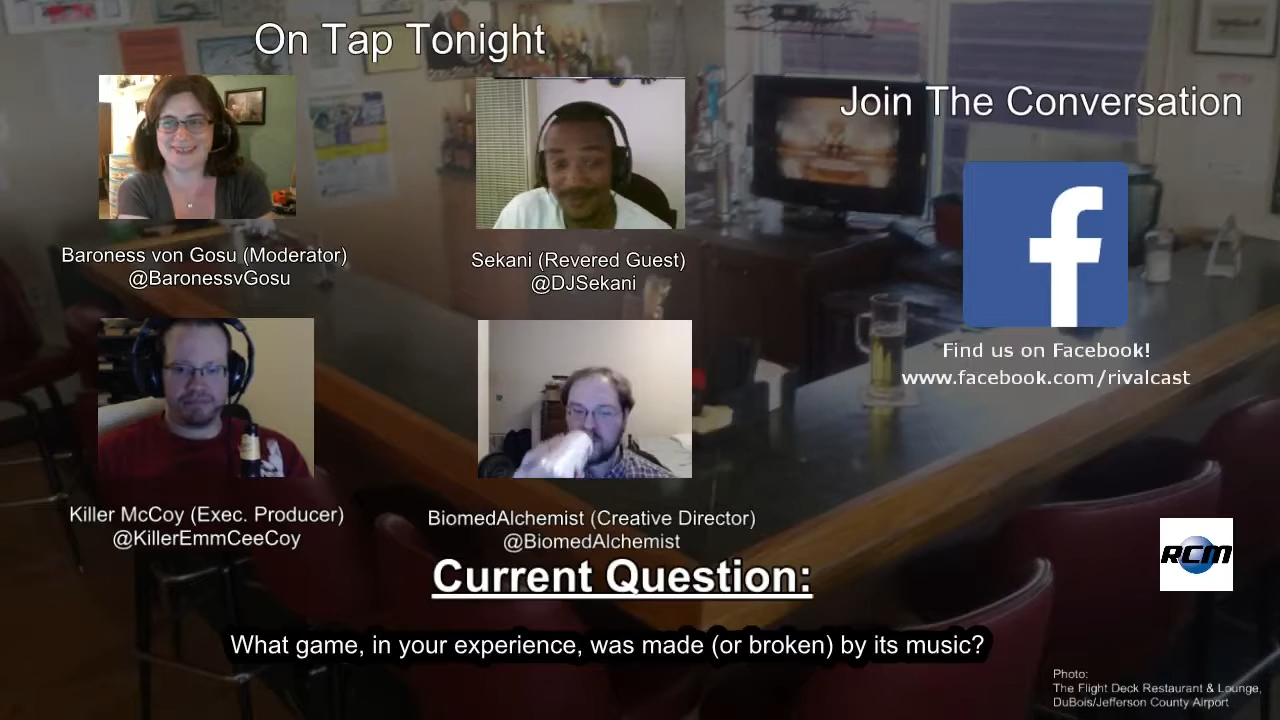 On Tap Tonight
Join The Conversation
Baroness von Gosu (Moderator)
@BaronessvGosu
Sekani (Revered Guest)
@DJSekani
Find us on Facebook!
www.facebook.com/rivalcast
Killer McCoy (Exec. Producer)
@KillerEmmCeeCoy
BiomedAlchemist (Creative Director)
@BiomedAlchemist
RCM
Current Question:
What game, in your experience, was made (or broken) by its music?
Photo:
The Flight Deck Restaurant & Lounge,
DuBois/Jefferson County Airport